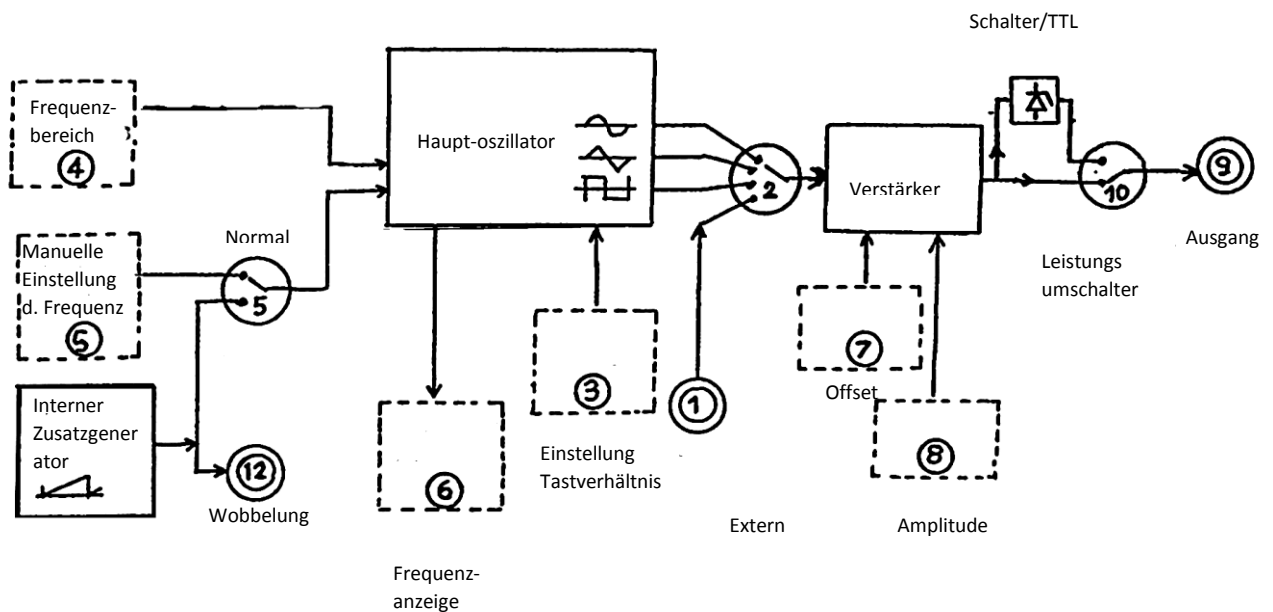 Schalter/TTL
Frequenz-
bereich
4
Haupt-oszillator
2
Verstärker
10
9
Ausgang
Leistungs
umschalter
Manuelle
Einstellung
d. Frequenz
5
Normal
5
Interner
Zusatzgener
ator
12
Wobbelung
6
Frequenz-
anzeige
3
Einstellung
Tastverhältnis
1
Extern
7
Offset
8
Amplitude